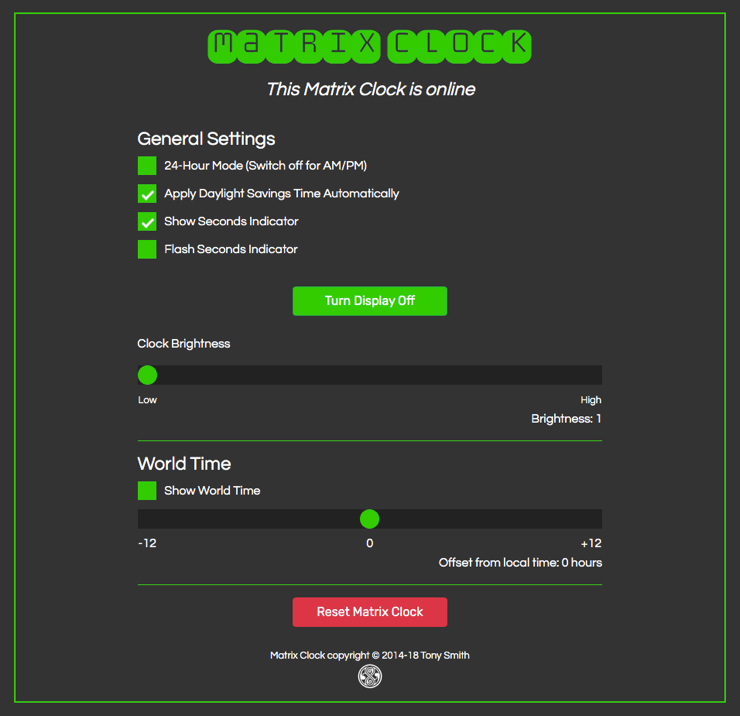 MaTRIX CLOCK
This Matrix Clock is online
General Settings
24-Hour Mode (Switch off for AM/PM)
Apply Daylight Savings Time Automatically
Show Seconds Indicator
Flash Seconds Indicator
Turn Display Off
Clock Brightness
Low High
Brightness: 1
World Time
Show World Time
-12 0 +12
Offset from local time: 0 hours
Reset Matrix Clock
Matrix Clock copyright © 2014-18 Tony Smith